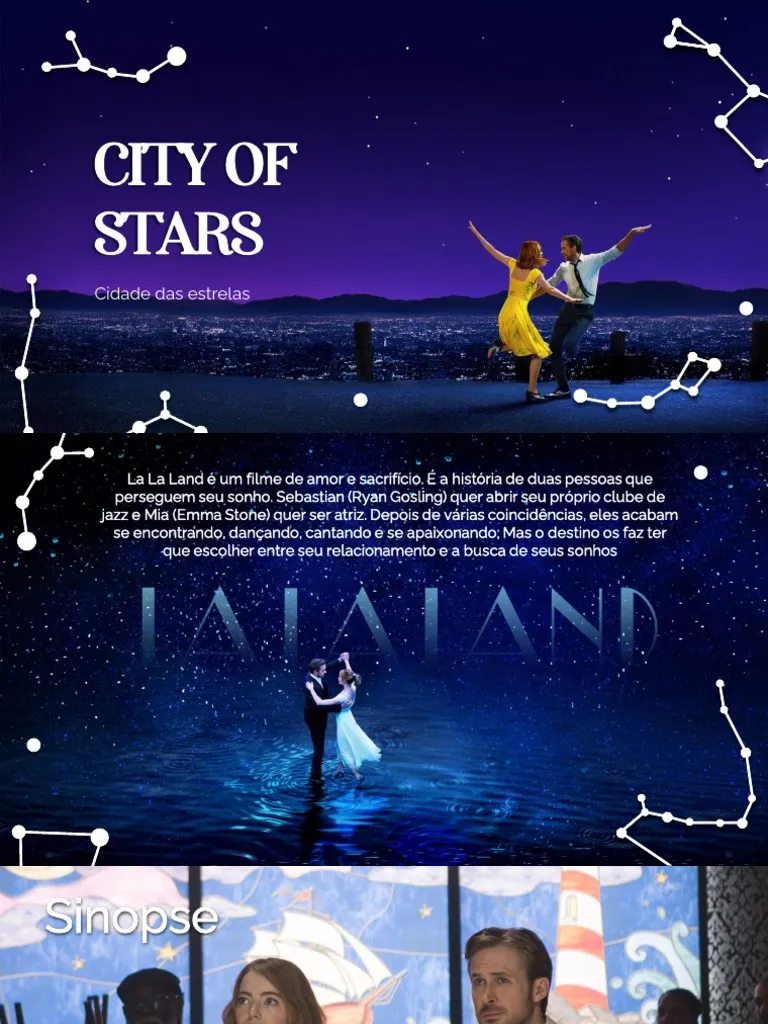 CITY OF
STARS
Cidade das estrelas
La La Land é um filme de amor e sacrifício. É a história de duas pessoas que
perseguem seu sonho. Sebastian (Ryan Gosling) quer abrir seu próprio clube de
jazz e Mia (Emma Stone) quer ser atriz. Depois de várias coincidências, eles acabam
se encontrando, dançando, cantando e se apaixonando; Mas o destino os faz ter
que escolher entre seu relacionamento e a busca de seus sonhos
LA LA LAND
Sinopse